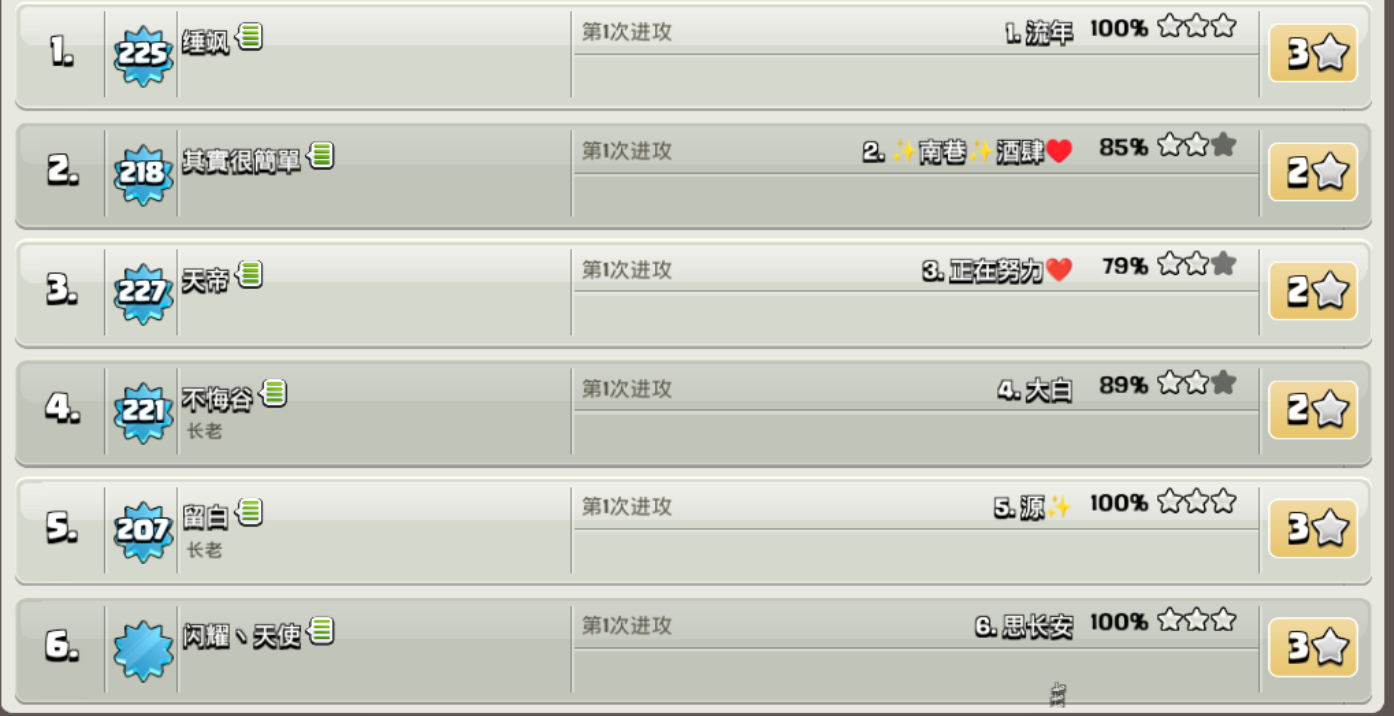 1. 225 缍飒 第1次进攻 1. 流年 100% 3
2. 218 其實很簡單 第1次进攻 2. ✨南巷✨酒肆❤️ 85% 2
3. 227 天帝 第1次进攻 3. 正在努力❤️ 79% 2
4. 221 不悔谷 第1次进攻 4. 大白 89% 2
长老
5. 207 留白 第1次进攻 5. 源✨ 100% 3
长老
6. 闪耀丶天使 第1次进攻 6. 思长安 100% 3